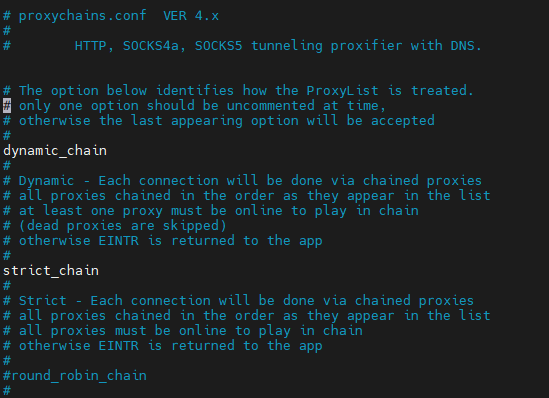 # proxychains.conf  VER 4.x
#
#        HTTP, SOCKS4a, SOCKS5 tunneling proxifier with DNS.
# The option below identifies how the ProxyList is treated.
# only one option should be uncommented at time,
# otherwise the last appearing option will be accepted
#
dynamic_chain
#
# Dynamic - Each connection will be done via chained proxies
# all proxies chained in the order as they appear in the list
# at least one proxy must be online to play in chain
# (dead proxies are skipped)
# otherwise EINTR is returned to the app
#
strict_chain
#
# Strict - Each connection will be done via chained proxies
# all proxies chained in the order as they appear in the list
# all proxies must be online to play in chain
# otherwise EINTR is returned to the app
#
#round_robin_chain
#